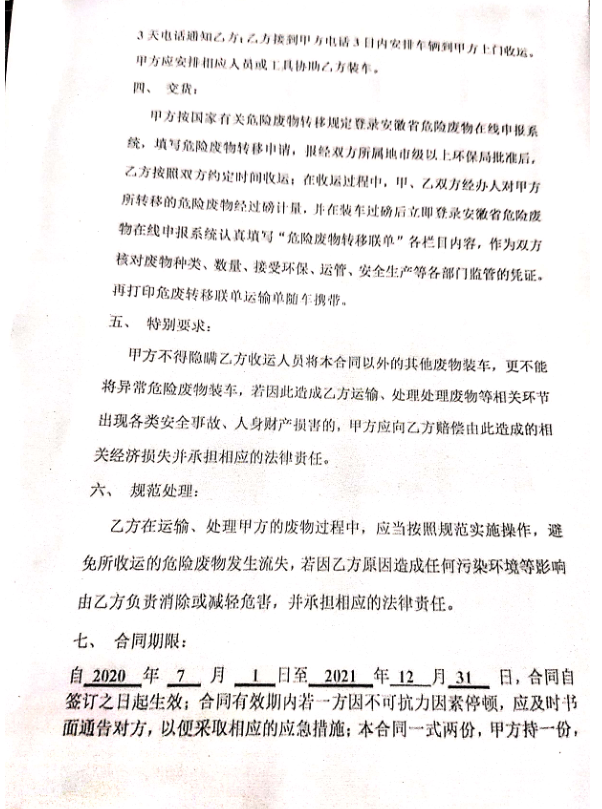 3 天电话通知乙方；乙方接到甲方电话 3 日内安排车辆到甲方上门收运。
甲方应安排相应人员或工具协助乙方装车。
四、 交货：
甲方按国家有关危险废物转移规定登录安徽省危险废物在线申报系
统，填写危险废物转移申请，报经双方所属地市级以上环保局批准后，
乙方按照双方约定时间收运；在收运过程中，甲、乙双方经办人对甲方
所转移的危险废物经过磅计量，并在装车过磅后立即登录安徽省危险废
物在线申报系统认真填写“危险废物转移联单”各栏目内容，作为双方
核对废物种类、数量、接受环保、运管、安全生产等各部门监管的凭证。
再打印危废转移联单运输单随车携带。
五、 特别要求：
甲方不得隐瞒乙方收运人员将本合同以外的其他废物装车，更不能
将异常危险废物装车，若因此造成乙方运输、处理处理废物等相关环节
出现各类安全事故、人身财产损害的，甲方应向乙方赔偿由此造成的相
关经济损失并承担相应的法律责任。
六、 规范处理：
乙方在运输、处理甲方的废物过程中，应当按照规范实施操作，避
免所收运的危险废物发生流失，若因乙方原因造成任何污染环境等影响
由乙方负责消除或减轻危害，并承担相应的法律责任。
七、 合同期限：
自 2020 年 7 月 1 日至 2021 年 12 月 31 日，合同自
签订之日起生效；合同有效期内若一方因不可抗力因素停顿，应及时书
面通告对方，以便采取相应的应急措施；本合同一式两份，甲方持一份，